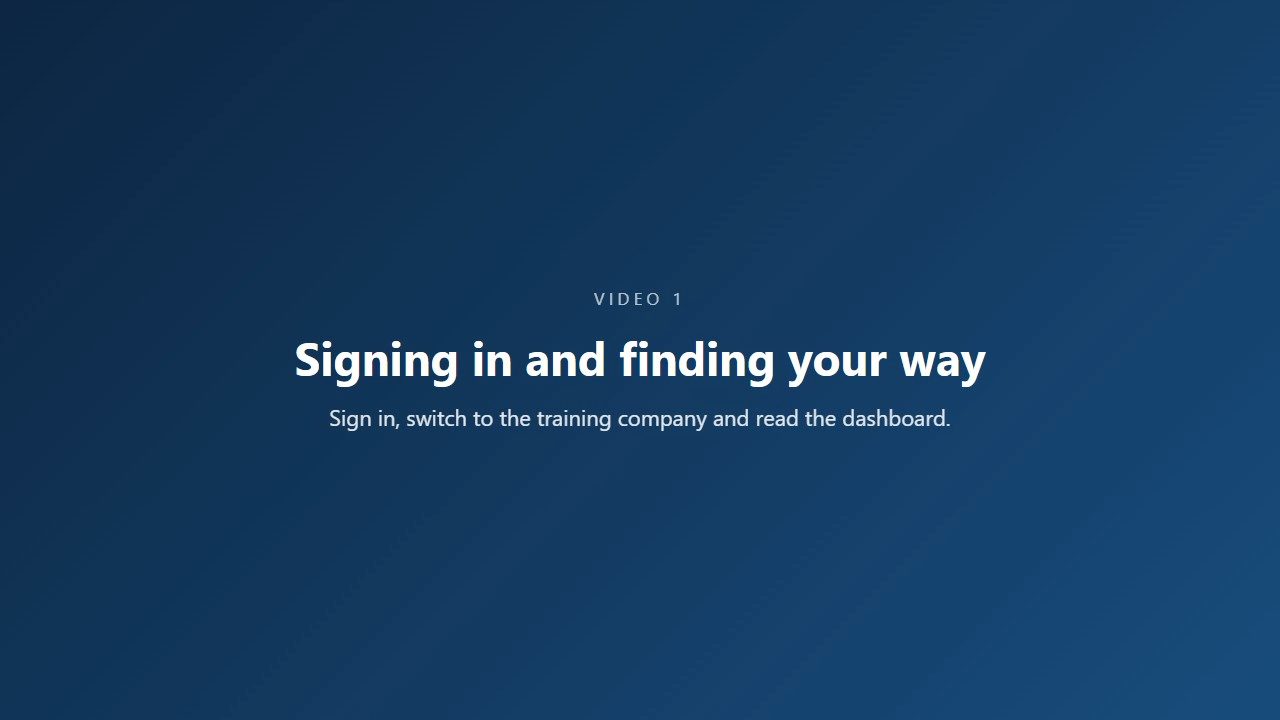 VIDEO 1
Signing in and finding your way
Sign in, switch to the training company and read the dashboard.